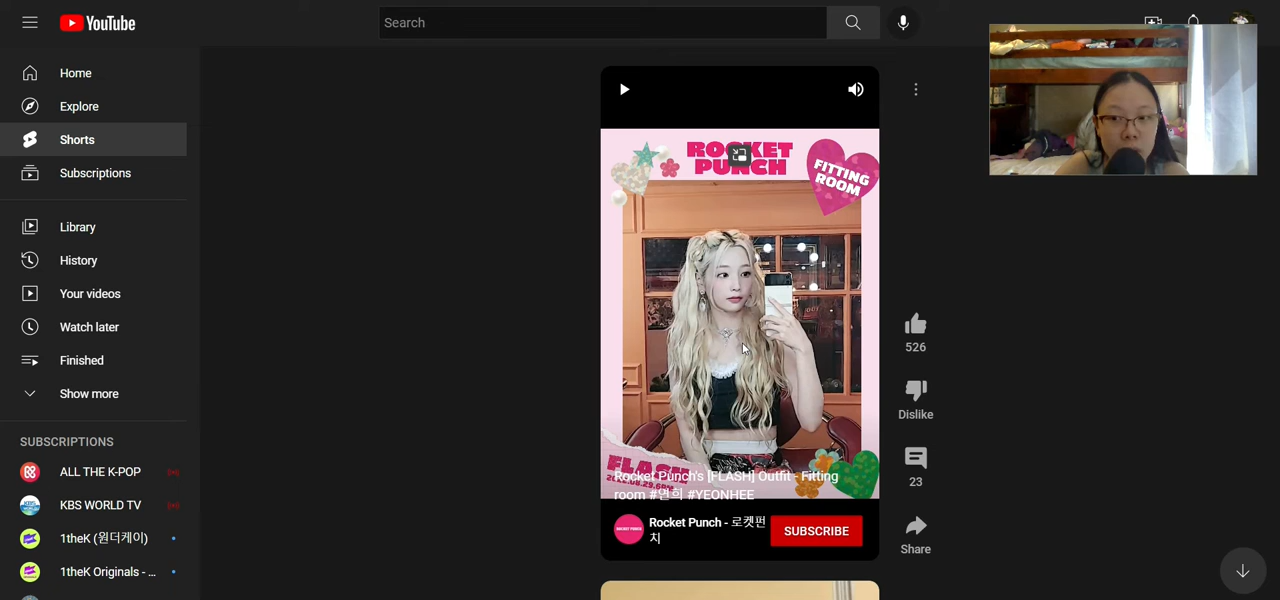 YouTube
Search
Home
Explore
Shorts
Subscriptions
Library
History
Your videos
Watch later
Finished
Show more
SUBSCRIPTIONS
ALL THE K-POP
KBS WORLD TV
1theK (원더케이)
1theK Originals - ...
ROCKET
PUNCH
FITTING
ROOM
FLASH
Rocket Punch's [FLASH] Outfit - Fitting
room #연희 #YEONHEE
Rocket Punch - 로켓펀
치
SUBSCRIBE
526
Dislike
23
Share